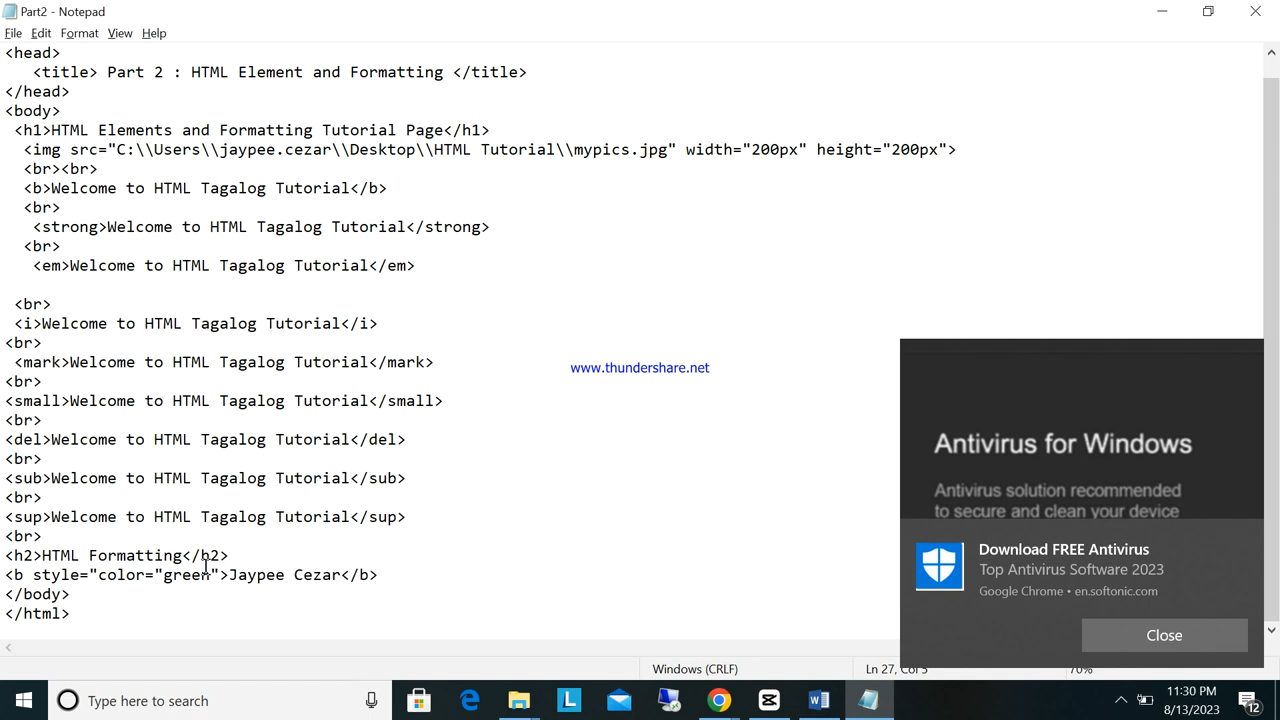 Part2 - Notepad
File Edit Format View Help
<head>
<title> Part 2 : HTML Element and Formatting </title>
</head>
<body>
<h1>HTML Elements and Formatting Tutorial Page</h1>
<img src="C:\\Users\\jaypee.cezar\\Desktop\\HTML Tutorial\\mypics.jpg" width="200px" height="200px">
<br><br>
<b>Welcome to HTML Tagalog Tutorial</b>
<br>
<strong>Welcome to HTML Tagalog Tutorial</strong>
<br>
<em>Welcome to HTML Tagalog Tutorial</em>
<br>
<i>Welcome to HTML Tagalog Tutorial</i>
<br>
<mark>Welcome to HTML Tagalog Tutorial</mark>
www.thundershare.net
<br>
<small>Welcome to HTML Tagalog Tutorial</small>
<br>
<del>Welcome to HTML Tagalog Tutorial</del>
<br>
<sub>Welcome to HTML Tagalog Tutorial</sub>
<br>
<sup>Welcome to HTML Tagalog Tutorial</sup>
<br>
<h2>HTML Formatting</h2>
<b style="color="green">Jaypee Cezar</b>
</body>
</html>
Antivirus for Windows
Antivirus solution recommended
to secure and clean your device
Download FREE Antivirus
Top Antivirus Software 2023
Google Chrome • en.softonic.com
Close
Windows (CRLF) Ln 27, Col 5 70%
Type here to search
11:30 PM
8/13/2023
12